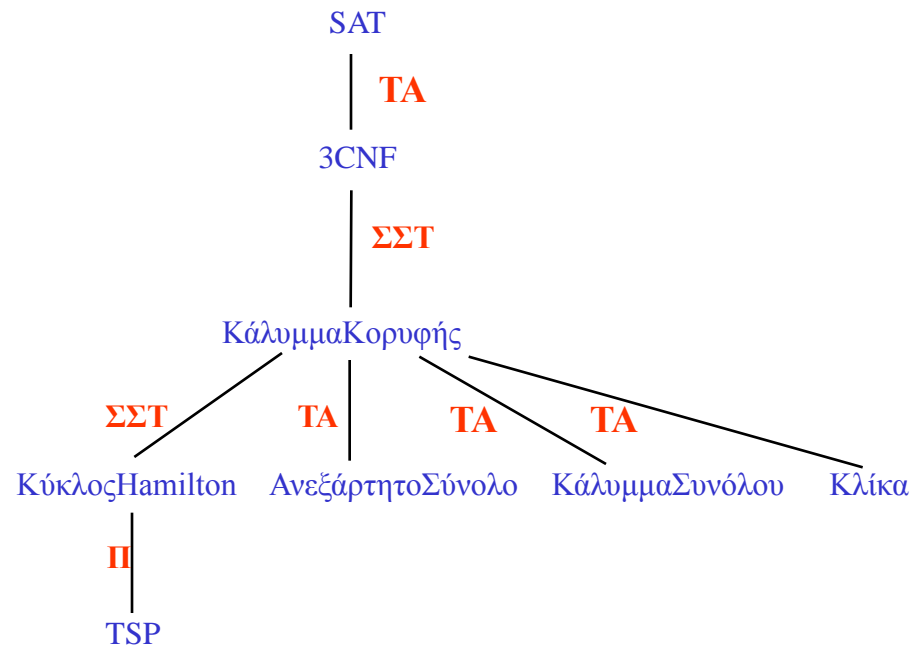 SAT
ΤΑ
3CNF
ΣΣΤ
ΚάλυμμαΚορυφής
ΣΣΤ ΤΑ ΤΑ ΤΑ
ΚύκλοςHamilton ΑνεξάρτητοΣύνολο ΚάλυμμαΣυνόλου Κλίκα
Π
TSP